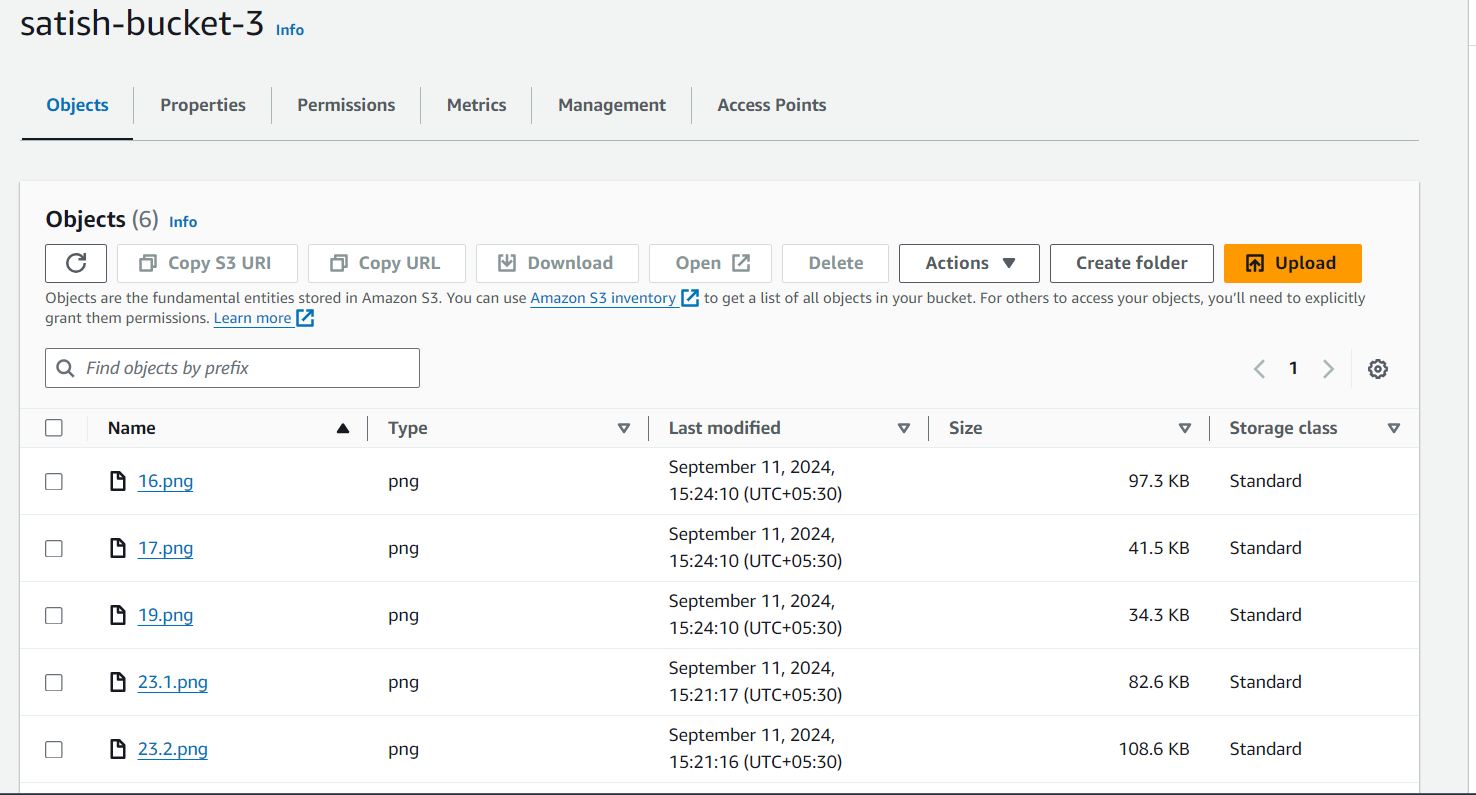 satish-bucket-3 Info
Objects Properties Permissions Metrics Management Access Points
Objects (6) Info
Copy S3 URI Copy URL Download Open Delete Actions Create folder Upload
Objects are the fundamental entities stored in Amazon S3. You can use Amazon S3 inventory to get a list of all objects in your bucket. For others to access your objects, you'll need to explicitly
grant them permissions. Learn more
Find objects by prefix 1
Name Type Last modified Size Storage class
16.png png September 11, 2024, 97.3 KB Standard
15:24:10 (UTC+05:30)
17.png png September 11, 2024, 41.5 KB Standard
15:24:10 (UTC+05:30)
19.png png September 11, 2024, 34.3 KB Standard
15:24:10 (UTC+05:30)
23.1.png png September 11, 2024, 82.6 KB Standard
15:21:17 (UTC+05:30)
23.2.png png September 11, 2024, 108.6 KB Standard
15:21:16 (UTC+05:30)